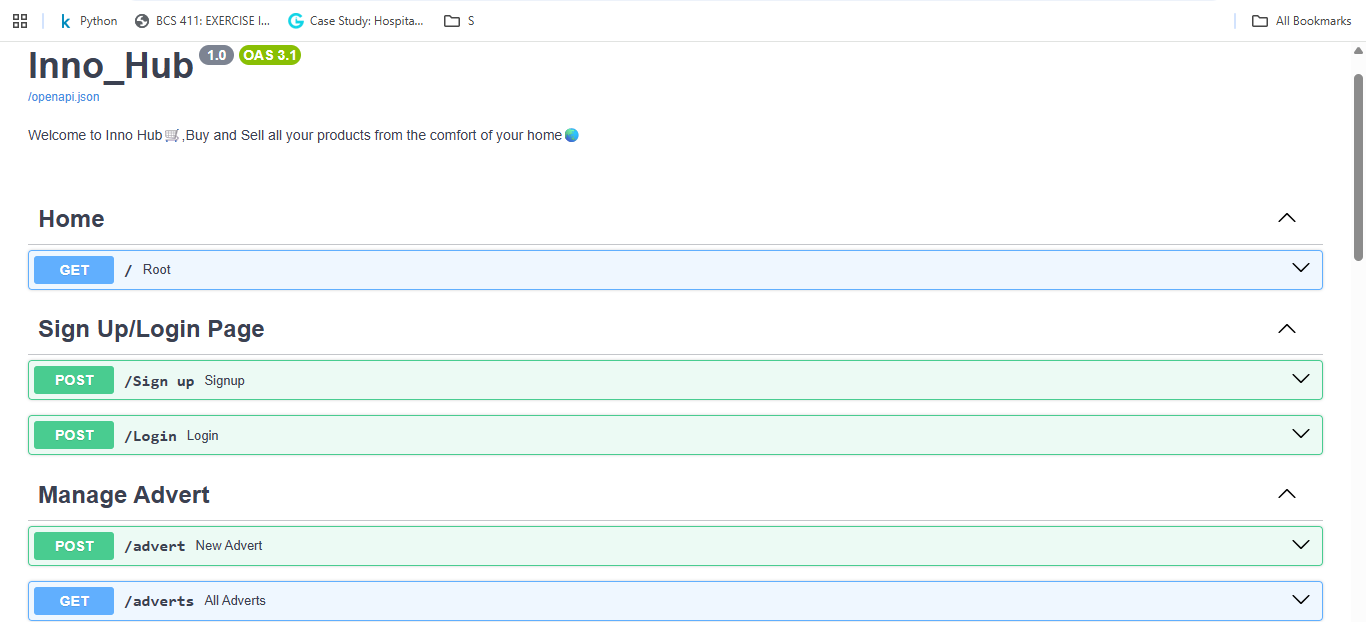 Python BCS 411: EXERCISE I... Case Study: Hospita... S All Bookmarks
Inno_Hub 1.0 OAS 3.1
/openapi.json
Welcome to Inno Hub🛒,Buy and Sell all your products from the comfort of your home🌍
Home
GET / Root
Sign Up/Login Page
POST /Sign up Signup
POST /Login Login
Manage Advert
POST /advert New Advert
GET /adverts All Adverts